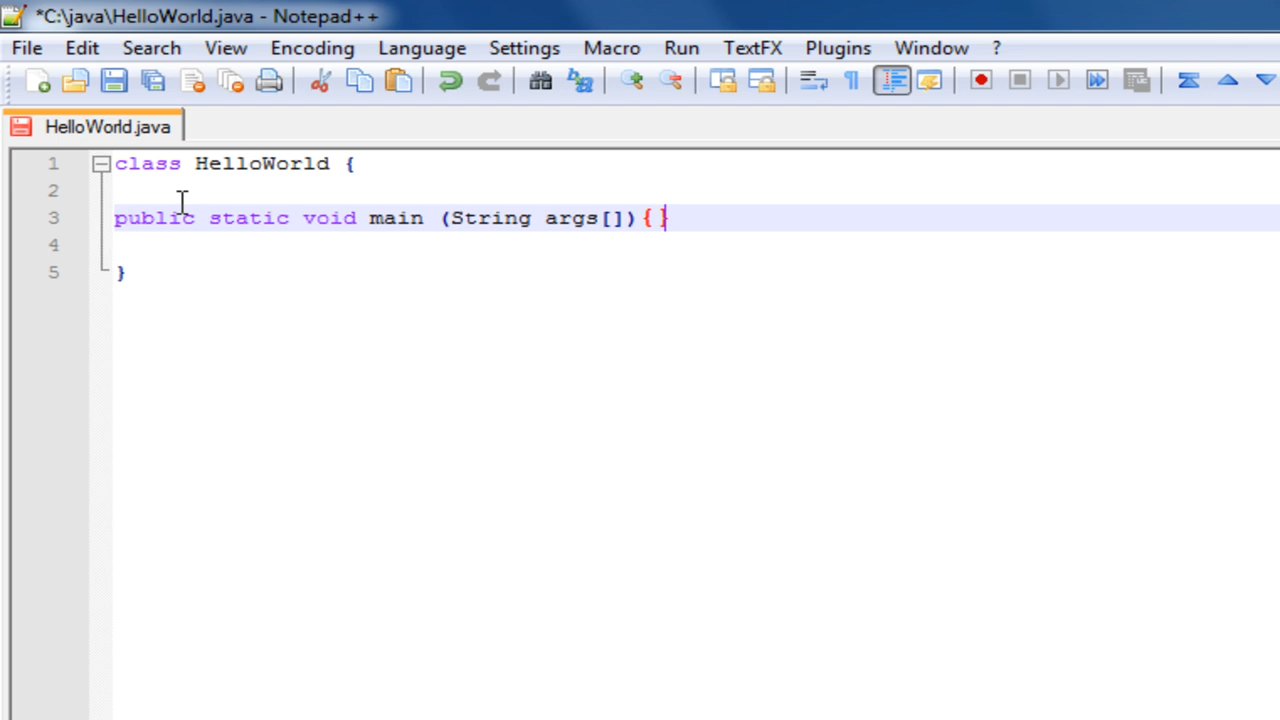 *C:\java\HelloWorld.java - Notepad++
File Edit Search View Encoding Language Settings Macro Run TextFX Plugins Window ?
HelloWorld.java
1 class HelloWorld {
2
3 public static void main (String args[]){}
4
5 }